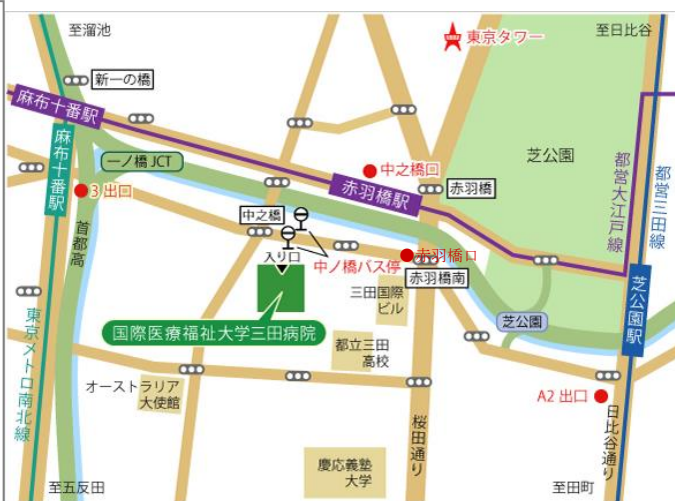 至溜池
東京タワー
至日比谷
新一の橋
麻布十番駅
麻布十番駅
一ノ橋 JCT
中之橋口
芝公園
3 出口
赤羽橋駅
赤羽橋
都営大江戸線
都営三田線
首都高
中之橋
入り口
中ノ橋バス停
赤羽橋口
赤羽橋南
三田国際
ビル
芝公園
芝公園駅
国際医療福祉大学三田病院
東京メトロ南北線
都立三田
高校
オーストラリア
大使館
A2 出口
桜田通り
日比谷通り
慶応義塾
大学
至五反田
至田町